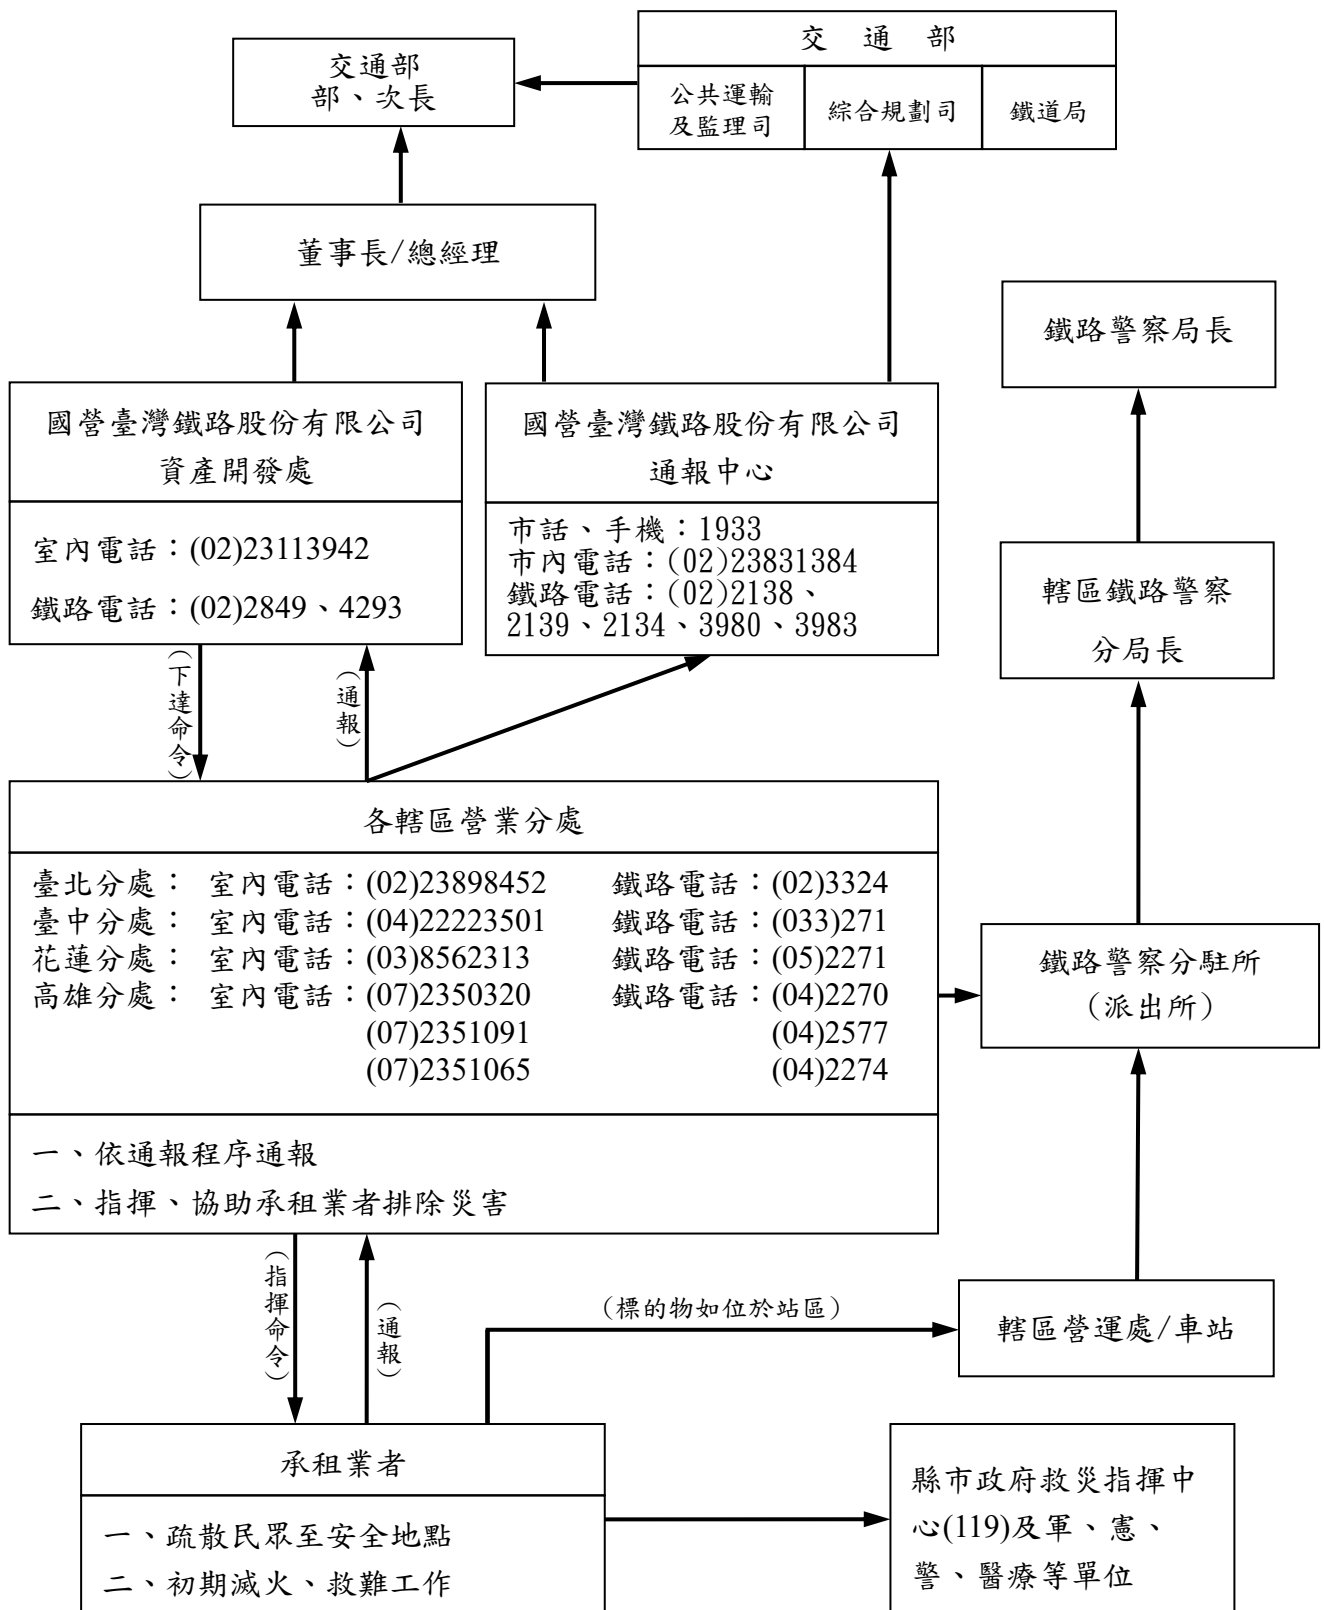 交通部
部、次長
交通部
公共運輸
及監理司
綜合規劃司
鐵道局
董事長/總經理
鐵路警察局長
國營臺灣鐵路股份有限公司
資產開發處
室內電話：(02)23113942
鐵路電話：(02)2849、4293
國營臺灣鐵路股份有限公司
通報中心
市話、手機：1933
市內電話：(02)23831384
鐵路電話：(02)2138、
2139、2134、3980、3983
轄區鐵路警察
分局長
（下達命令）
（通報）
各轄區營業分處
臺北分處： 室內電話：(02)23898452 鐵路電話：(02)3324
臺中分處： 室內電話：(04)22223501 鐵路電話：(033)271
花蓮分處： 室內電話：(03)8562313 鐵路電話：(05)2271
高雄分處： 室內電話：(07)2350320 鐵路電話：(04)2270
(07)2351091 (04)2577
(07)2351065 (04)2274
一、依通報程序通報
二、指揮、協助承租業者排除災害
鐵路警察分駐所
（派出所）
（指揮命令）
（通報）
（標的物如位於站區）
轄區營運處/車站
承租業者
一、疏散民眾至安全地點
二、初期滅火、救難工作
縣市政府救災指揮中
心(119)及軍、憲、
警、醫療等單位